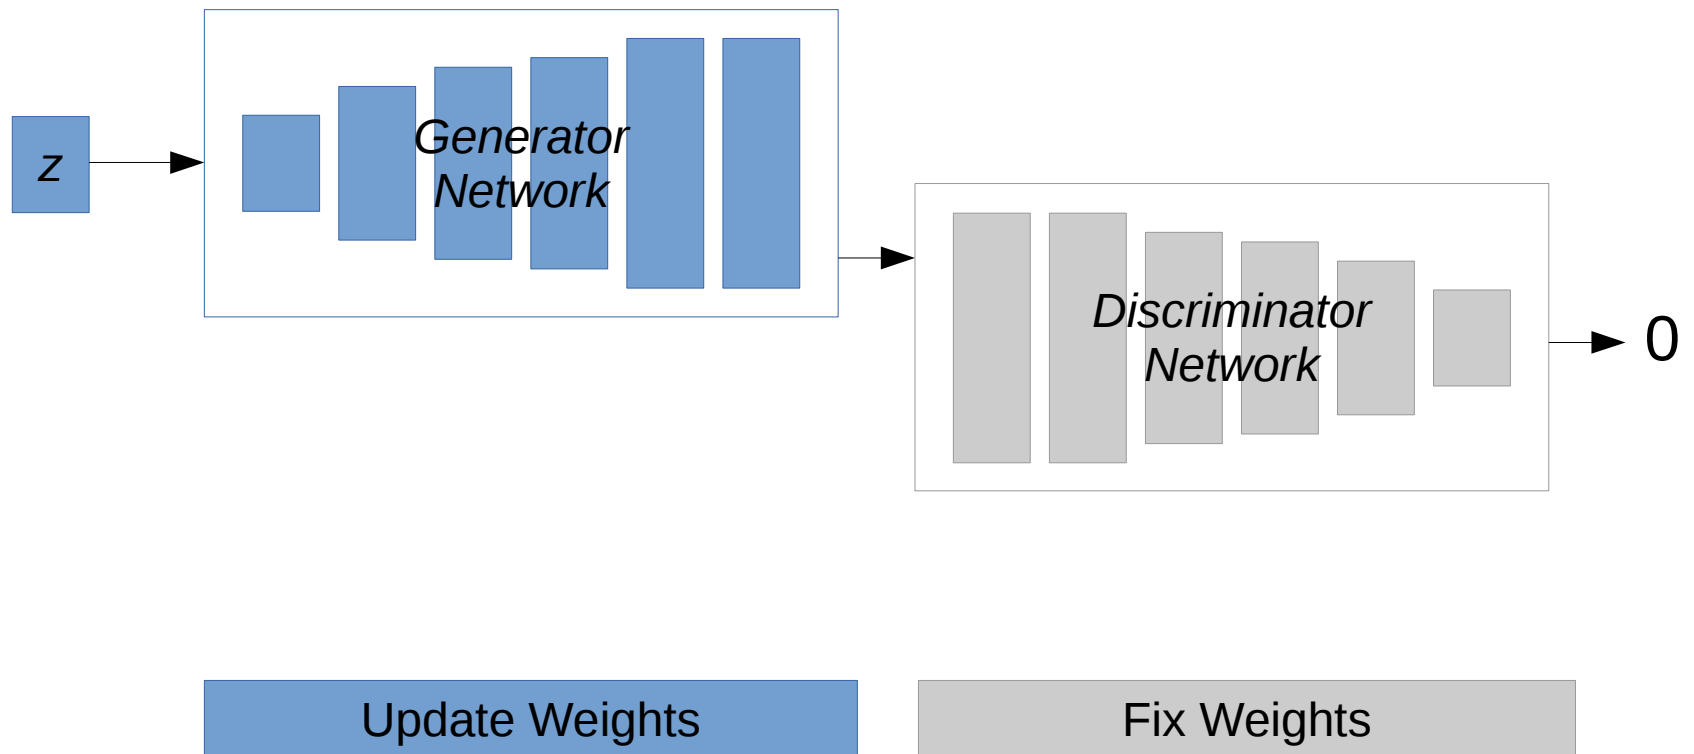 z
Generator
Network
Discriminator
Network
0
Update Weights
Fix Weights